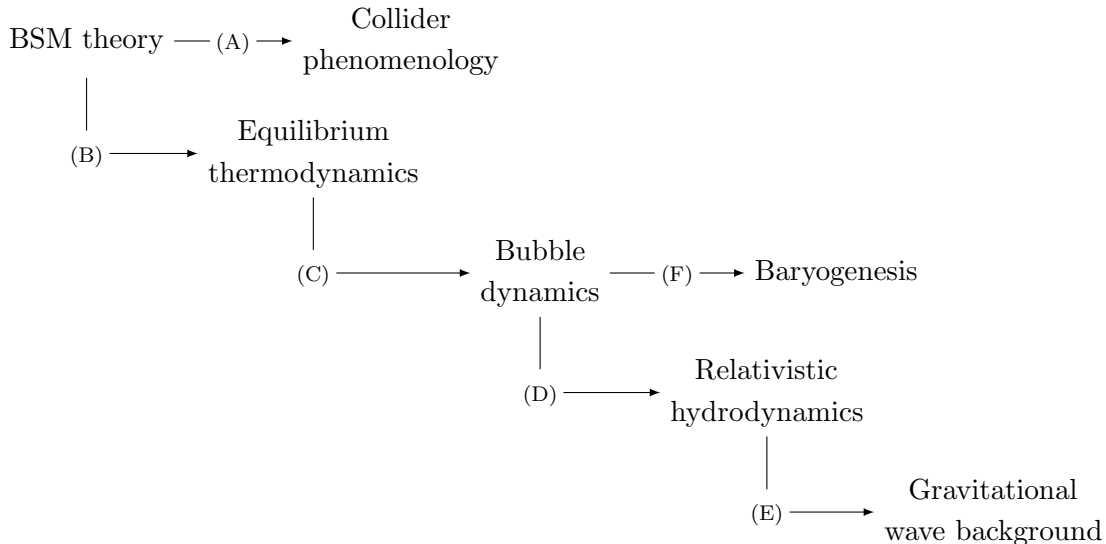 BSM theory
(A)
Collider
phenomenology
(B)
Equilibrium
thermodynamics
(C)
Bubble
dynamics
(F)
Baryogenesis
(D)
Relativistic
hydrodynamics
(E)
Gravitational
wave background